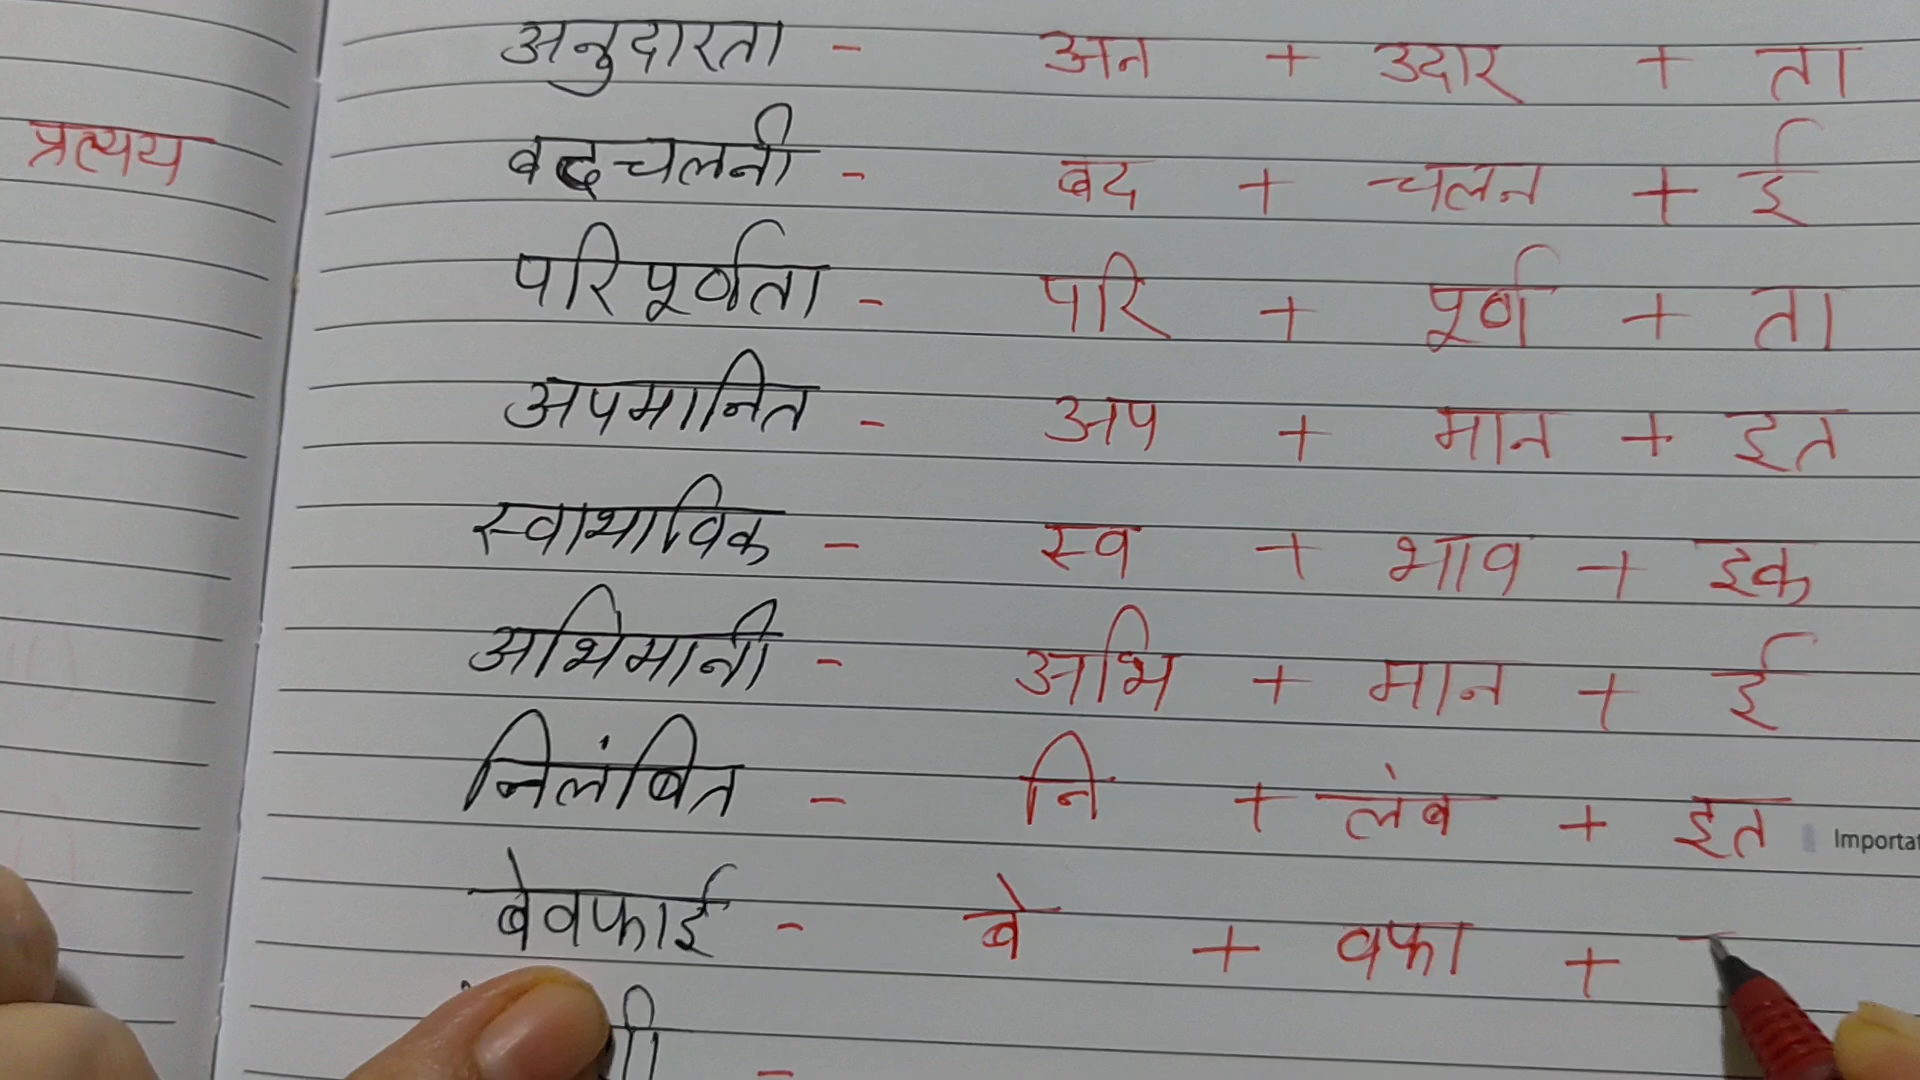 अनुदारता - अन + उदार + ता
प्रत्यय
बदचलनी - बद + चलन + ई
परिपूर्णता - परि + पूर्ण + ता
अपमानित - अप + मान + इत
स्वाभाविक - स्व + भाव + इक
अभिमानी - अभि + मान + ई
निलंबित - नि + लंब + इत
बेवफाई - बे + वफा +